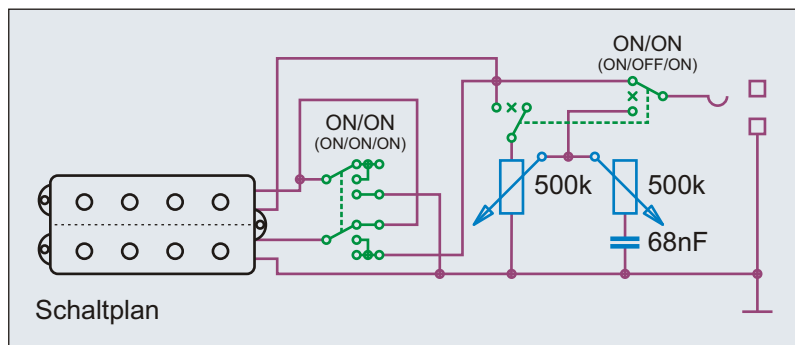 ON/ON
(ON/OFF/ON)
ON/ON
(ON/ON/ON)
500k
500k
68nF
Schaltplan